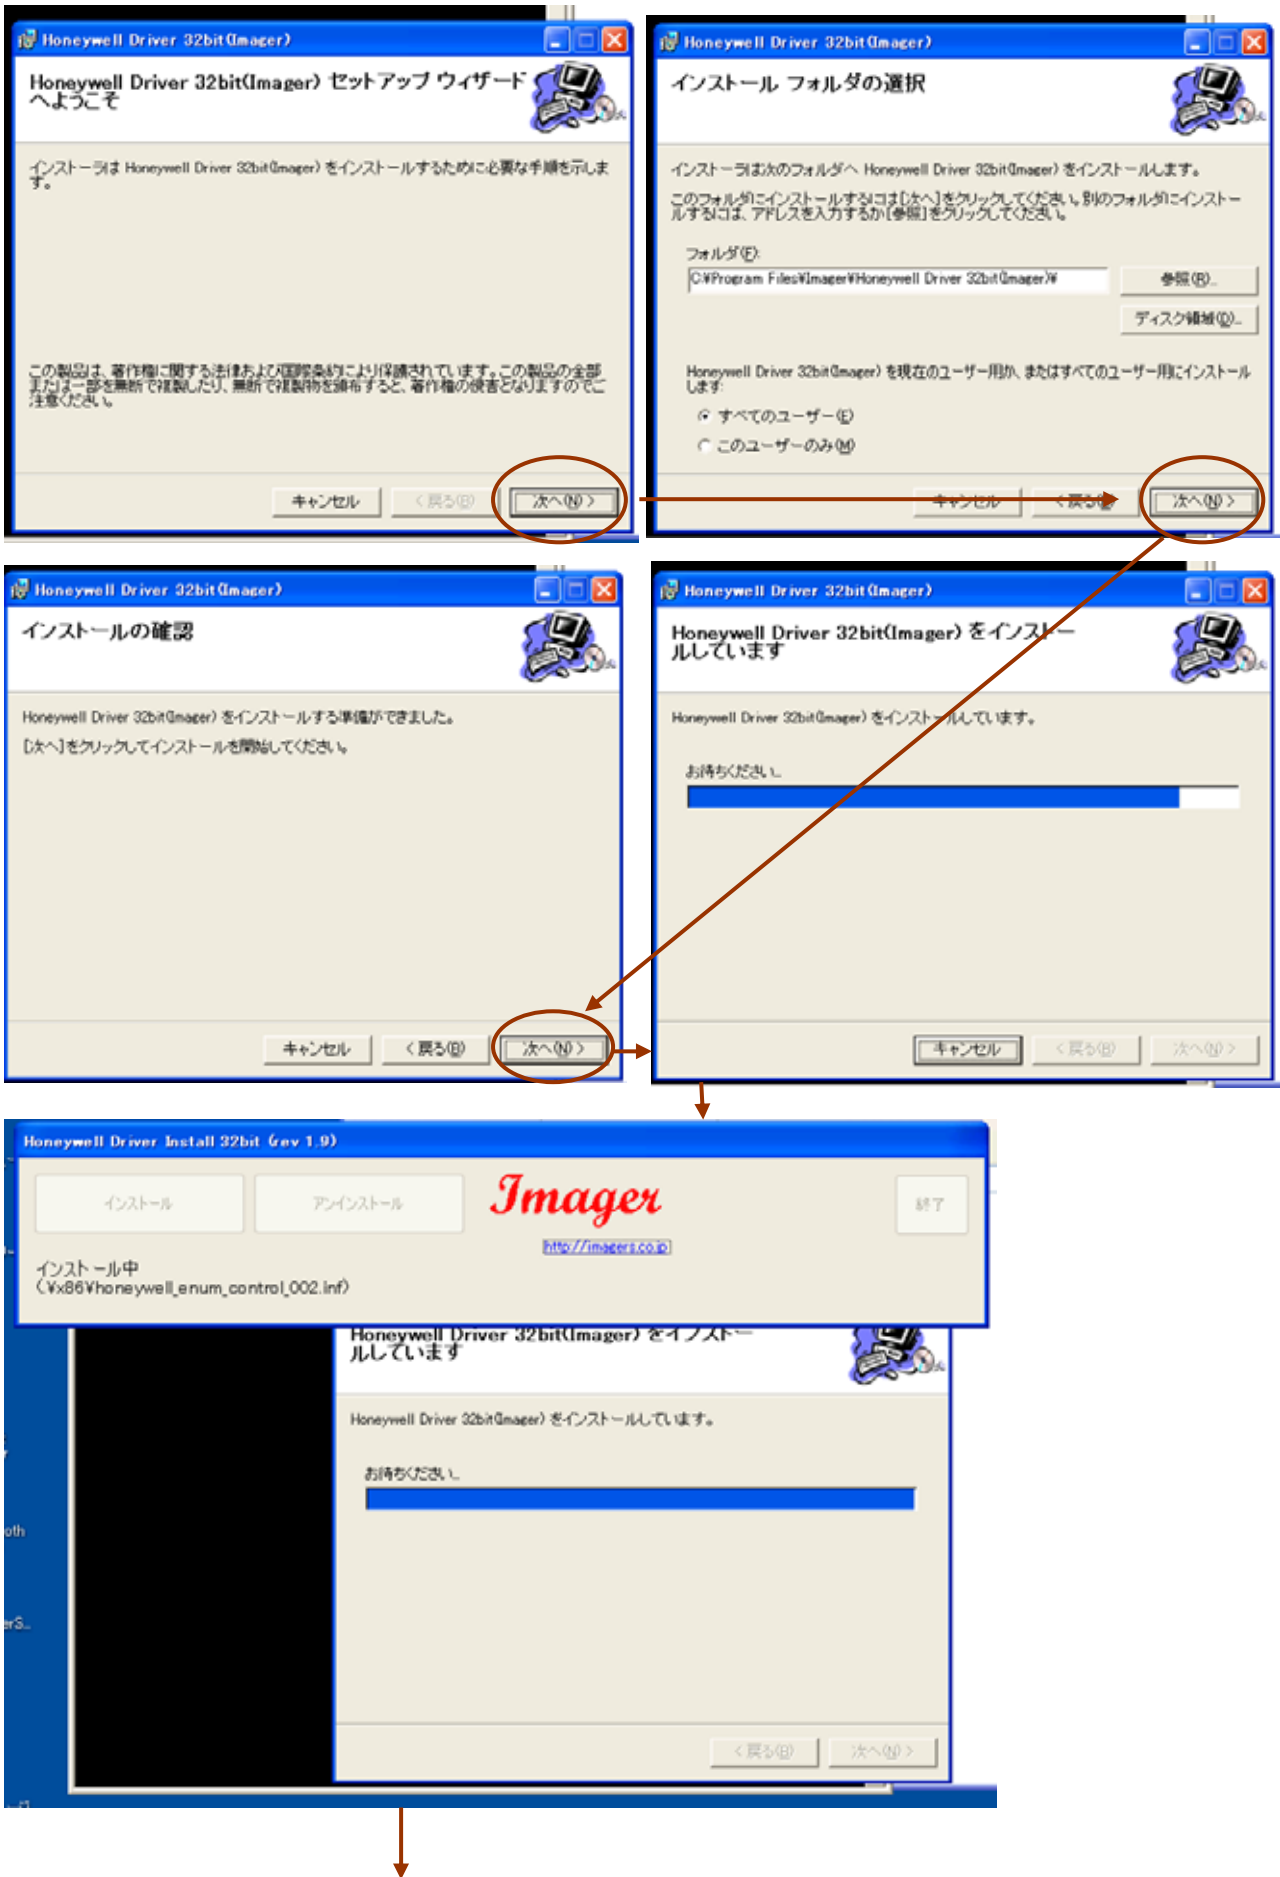 Honeywell Driver 32bit(Imager)
Honeywell Driver 32bit(Imager) セットアップ ウィザード
へようこそ
インストーラは Honeywell Driver 32bit(Imager) をインストールするために必要な手順を示しま
す。
この製品は、著作権に関する法律および国際条約により保護されています。この製品の全部
または一部を無断で複製したり、無断で複製物を頒布すると、著作権の侵害となりますのでご
注意ください。
キャンセル
< 戻る(B)
次へ(N) >
Honeywell Driver 32bit(Imager)
インストール フォルダの選択
インストーラは次のフォルダへ Honeywell Driver 32bit(Imager) をインストールします。
このフォルダにインストールするには[次へ]をクリックしてください。別のフォルダにインストー
ルするには、アドレスを入力するか[参照]をクリックしてください。
フォルダ(F):
C:¥Program Files¥Imager¥Honeywell Driver 32bit(Imager)¥
参照(R)...
ディスク領域(D)...
Honeywell Driver 32bit(Imager) を現在のユーザー用か、またはすべてのユーザー用にインストール
します:
すべてのユーザー(E)
このユーザーのみ(M)
キャンセル
< 戻る(B)
次へ(N) >
Honeywell Driver 32bit(Imager)
インストールの確認
Honeywell Driver 32bit(Imager) をインストールする準備ができました。
[次へ]をクリックしてインストールを開始してください。
キャンセル
< 戻る(B)
次へ(N) >
Honeywell Driver 32bit(Imager)
Honeywell Driver 32bit(Imager) をインストー
ルしています
Honeywell Driver 32bit(Imager) をインストールしています。
お待ちください...
キャンセル
< 戻る(B)
次へ(N) >
Honeywell Driver Install 32bit (rev 1.9)
インストール
アンインストール
Imager
終了
http://imagers.co.jp
インストール中
(¥x86¥honeywell_enum_control_002.inf)
Honeywell Driver 32bit(Imager) をインストー
ルしています
Honeywell Driver 32bit(Imager) をインストールしています。
お待ちください...
oth
erS...
< 戻る(B)
次へ(N) >